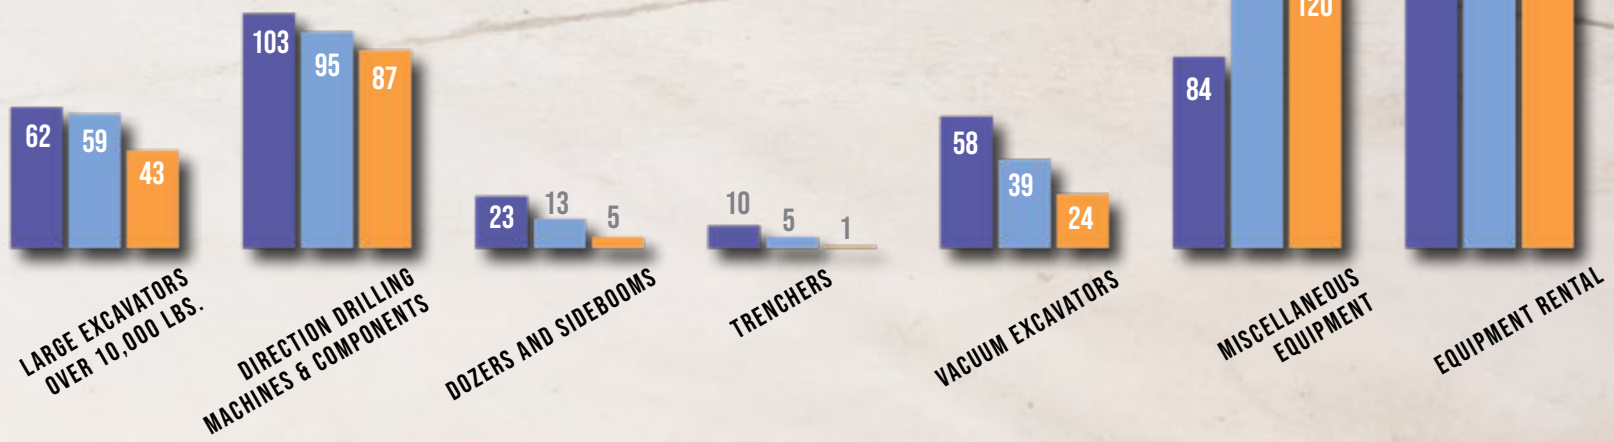 120
103
95
87
84
62
59
43
58
39
24
23
13
5
10
5
1
LARGE EXCAVATORS
OVER 10,000 LBS.
DIRECTION DRILLING
MACHINES & COMPONENTS
DOZERS AND SIDEBOOMS
TRENCHERS
VACUUM EXCAVATORS
MISCELLANEOUS
EQUIPMENT
EQUIPMENT RENTAL